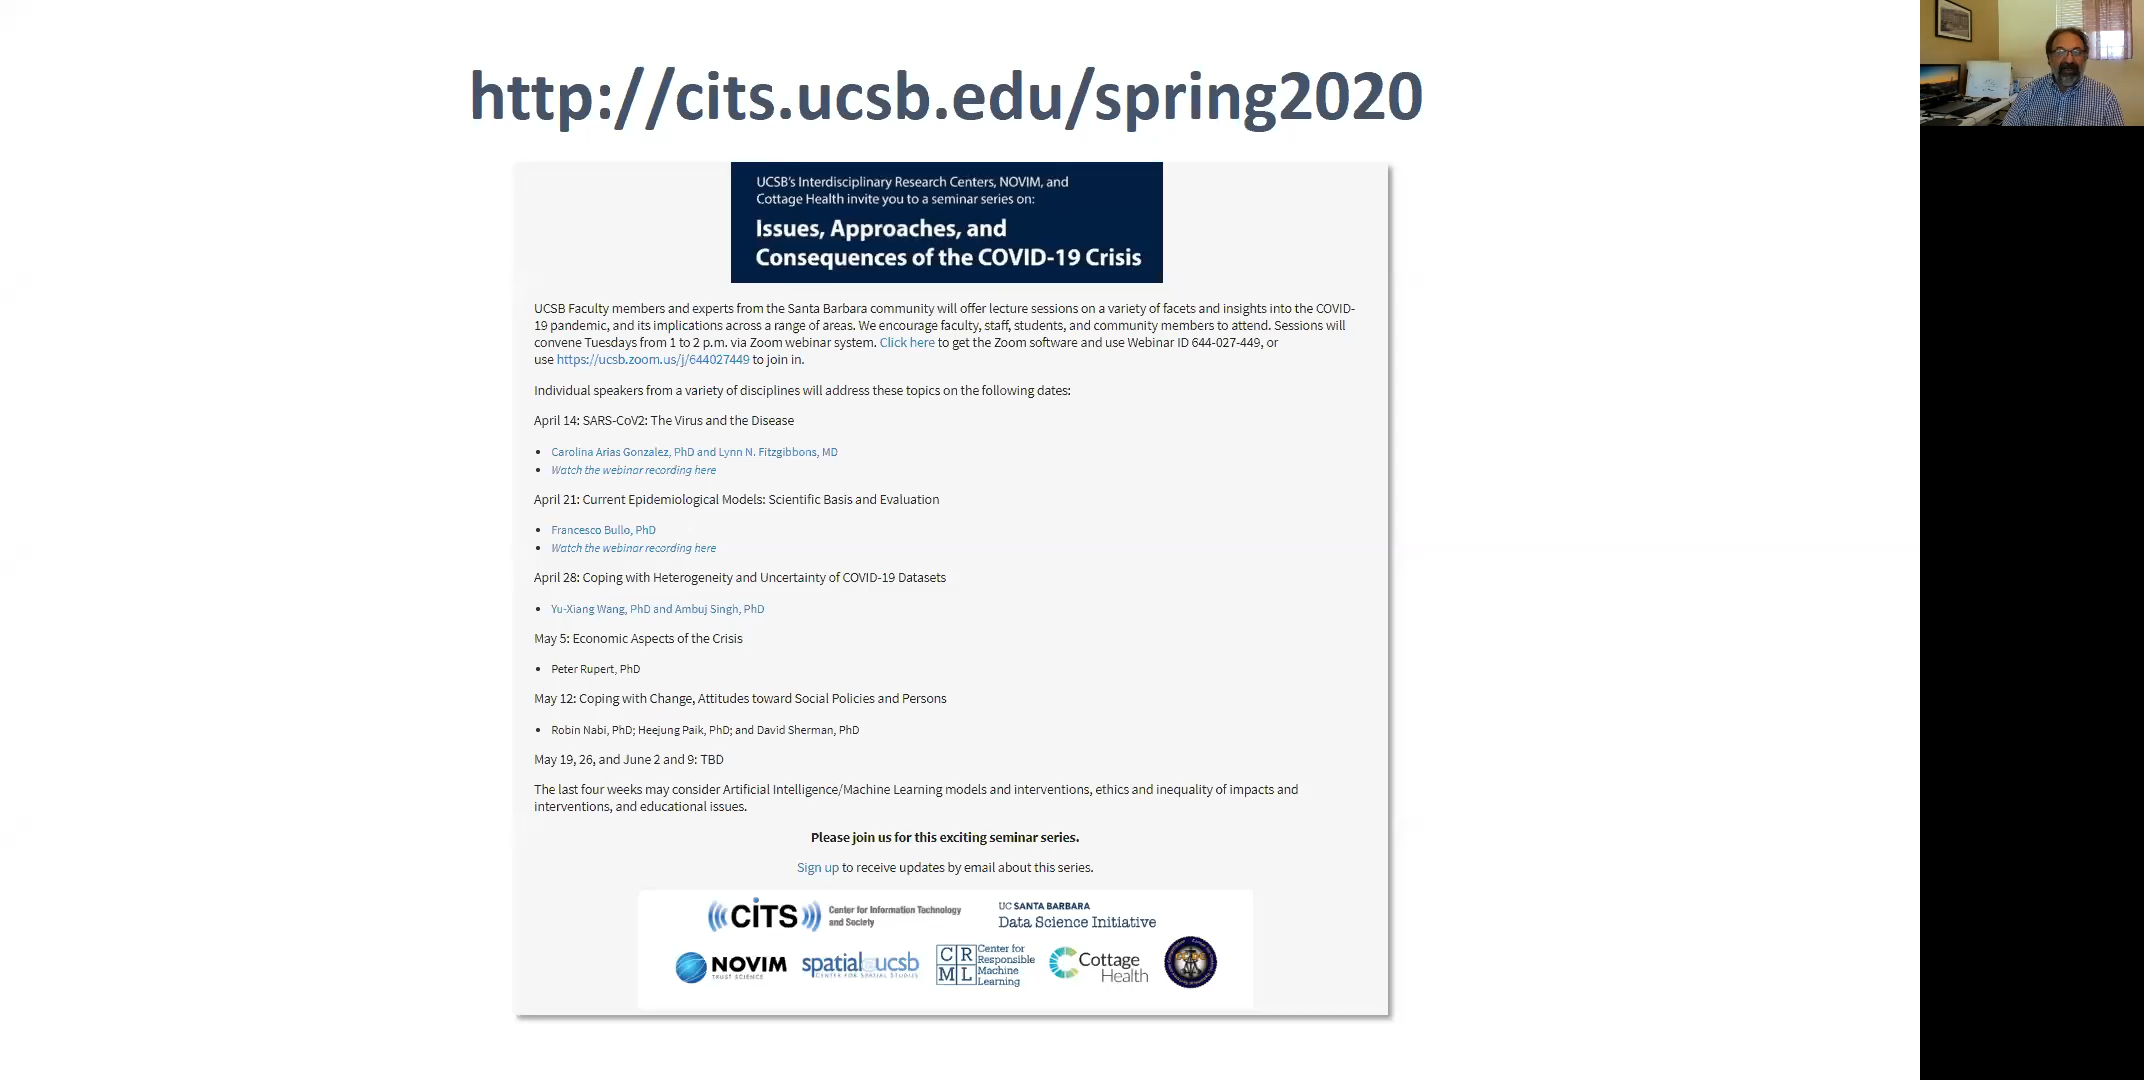 http://cits.ucsb.edu/spring2020
UCSB's Interdisciplinary Research Centers, NOVIM, and
Cottage Health invite you to a seminar series on:
Issues, Approaches, and
Consequences of the COVID-19 Crisis
UCSB Faculty members and experts from the Santa Barbara community will offer lecture sessions on a variety of facets and insights into the COVID-
19 pandemic, and its implications across a range of areas. We encourage faculty, staff, students, and community members to attend. Sessions will
convene Tuesdays from 1 to 2 p.m. via Zoom webinar system. Click here to get the Zoom software and use Webinar ID 644-027-449, or
use https://ucsb.zoom.us/j/644027449 to join in.
Individual speakers from a variety of disciplines will address these topics on the following dates:
April 14: SARS-CoV2: The Virus and the Disease
• Carolina Arias Gonzalez, PhD and Lynn N. Fitzgibbons, MD
• Watch the webinar recording here
April 21: Current Epidemiological Models: Scientific Basis and Evaluation
• Francesco Bullo, PhD
• Watch the webinar recording here
April 28: Coping with Heterogeneity and Uncertainty of COVID-19 Datasets
• Yu-Xiang Wang, PhD and Ambuj Singh, PhD
May 5: Economic Aspects of the Crisis
• Peter Rupert, PhD
May 12: Coping with Change, Attitudes toward Social Policies and Persons
• Robin Nabi, PhD; Heejung Paik, PhD; and David Sherman, PhD
May 19, 26, and June 2 and 9: TBD
The last four weeks may consider Artificial Intelligence/Machine Learning models and interventions, ethics and inequality of impacts and
interventions, and educational issues.
Please join us for this exciting seminar series.
Sign up to receive updates by email about this series.
CITS Center for Information Technology
and Society
UC SANTA BARBARA
Data Science Initiative
NOVIM
TRUST SCIENCE
spatial@ucsb
CENTER FOR SPATIAL STUDIES
CR
ML
Center for
Responsible
Machine
Learning
Cottage
Health